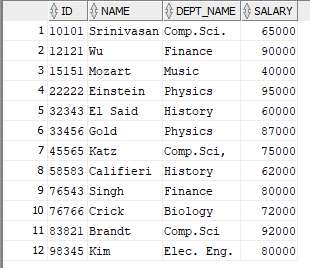 ID NAME DEPT_NAME SALARY
1 10101 Srinivasan Comp.Sci. 65000
2 12121 Wu Finance 90000
3 15151 Mozart Music 40000
4 22222 Einstein Physics 95000
5 32343 El Said History 60000
6 33456 Gold Physics 87000
7 45565 Katz Comp.Sci, 75000
8 58583 Califieri History 62000
9 76543 Singh Finance 80000
10 76766 Crick Biology 72000
11 83821 Brandt Comp.Sci 92000
12 98345 Kim Elec. Eng. 80000